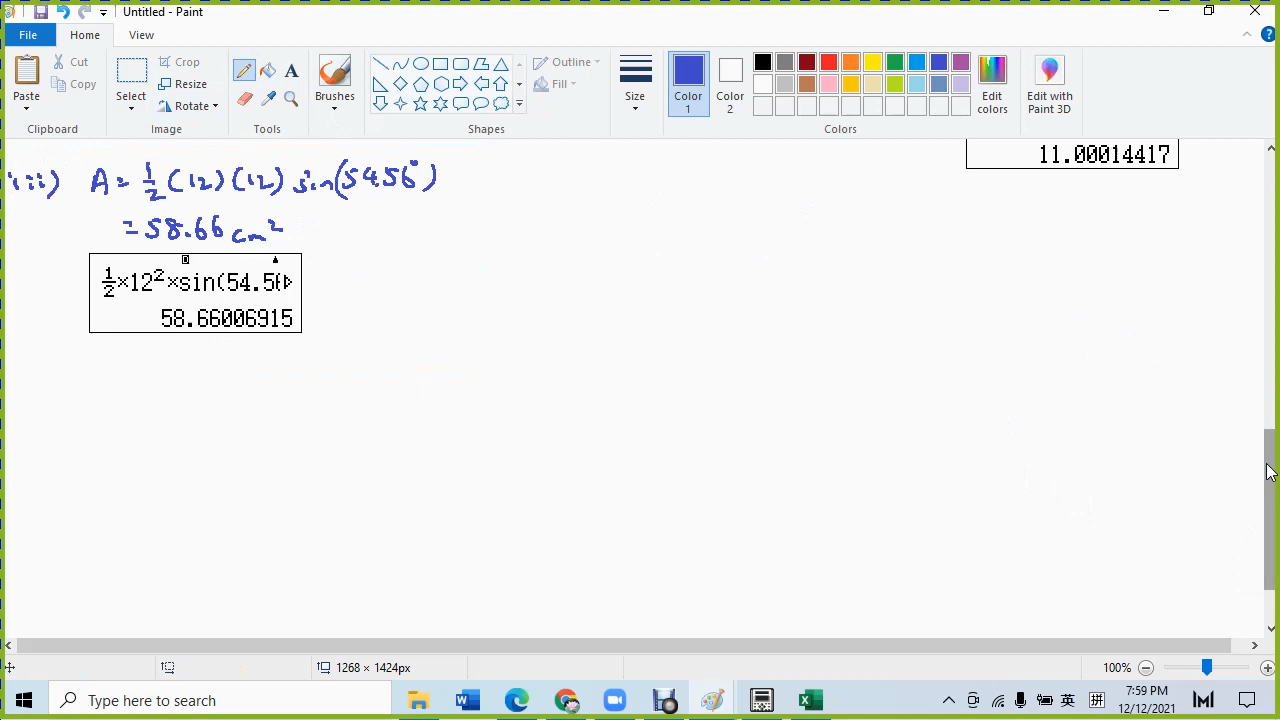 Untitled - Paint
File Home View
Paste
Cut
Copy
Clipboard
Select
Crop
Resize
Rotate
Image
Tools
Brushes
Shapes
Outline
Fill
Size
Color 1
Color 2
Edit colors
Edit with Paint 3D
Colors
11.00014417
iii) A = 1/2 (12) (12) sin(54.56°)
= 58.66 cm²
1/2×12²×sin(54.5
58.66006915
1268 × 1424px
100%
Type here to search
英
拼
7:59 PM
12/12/2021